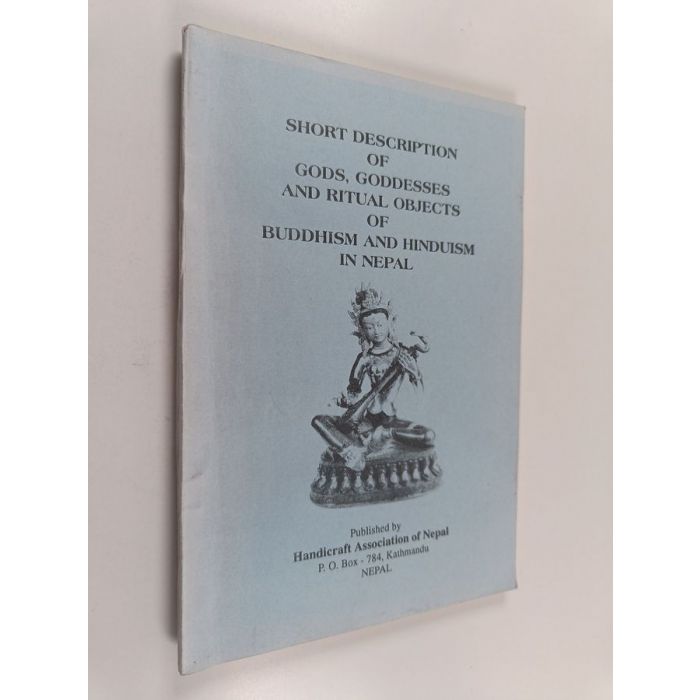 SHORT DESCRIPTION
OF
GODS, GODDESSES
AND RITUAL OBJECTS
OF
BUDDHISM AND HINDUISM
IN NEPAL
Published by
Handicraft Association of Nepal
P. O. Box - 784, Kathmandu
NEPAL